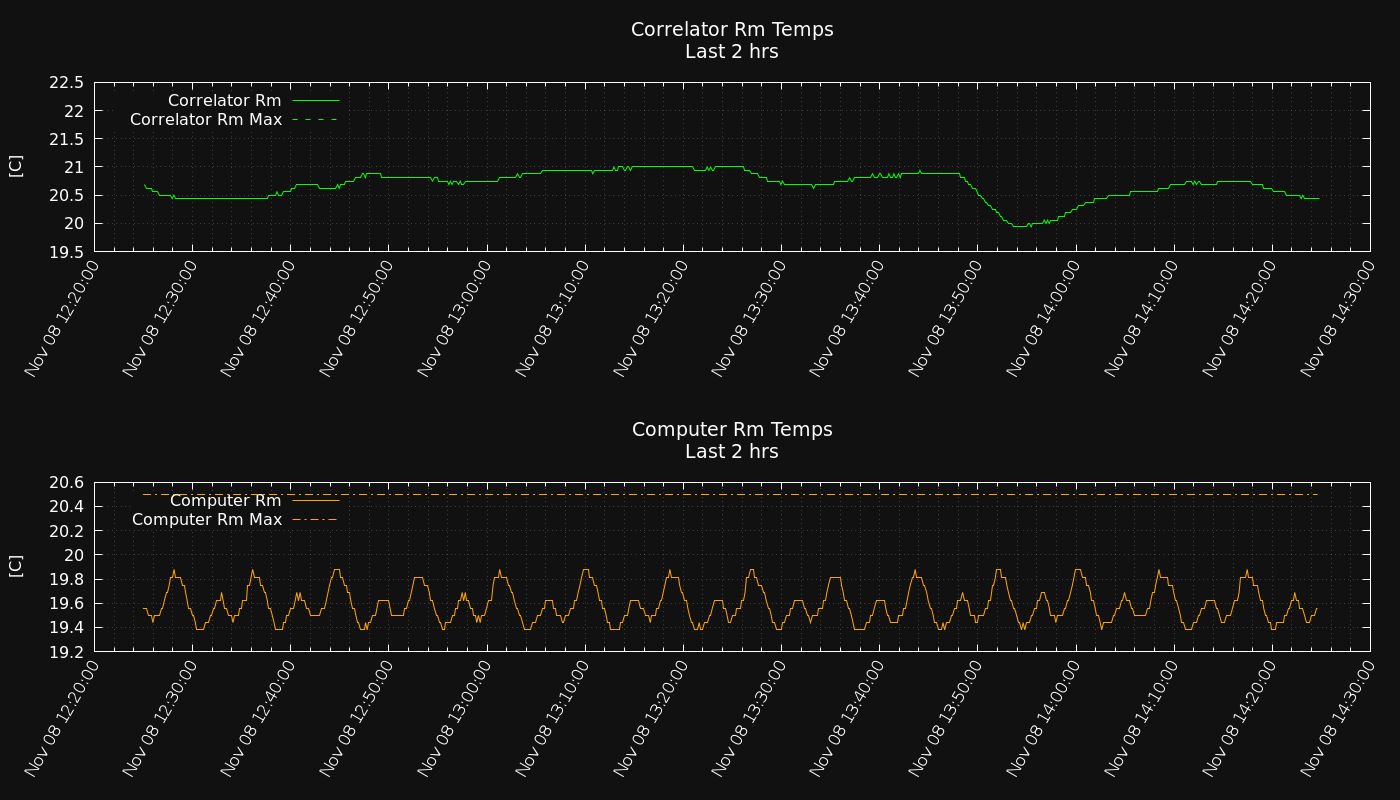 Correlator Rm Temps
Last 2 hrs
22.5
22
21.5
21
20.5
20
19.5
[C]
Correlator Rm
Correlator Rm Max
Nov 08 12:20:00
Nov 08 12:30:00
Nov 08 12:40:00
Nov 08 12:50:00
Nov 08 13:00:00
Nov 08 13:10:00
Nov 08 13:20:00
Nov 08 13:30:00
Nov 08 13:40:00
Nov 08 13:50:00
Nov 08 14:00:00
Nov 08 14:10:00
Nov 08 14:20:00
Nov 08 14:30:00
Computer Rm Temps
Last 2 hrs
20.6
20.4
20.2
20
19.8
19.6
19.4
19.2
[C]
Computer Rm
Computer Rm Max
Nov 08 12:20:00
Nov 08 12:30:00
Nov 08 12:40:00
Nov 08 12:50:00
Nov 08 13:00:00
Nov 08 13:10:00
Nov 08 13:20:00
Nov 08 13:30:00
Nov 08 13:40:00
Nov 08 13:50:00
Nov 08 14:00:00
Nov 08 14:10:00
Nov 08 14:20:00
Nov 08 14:30:00